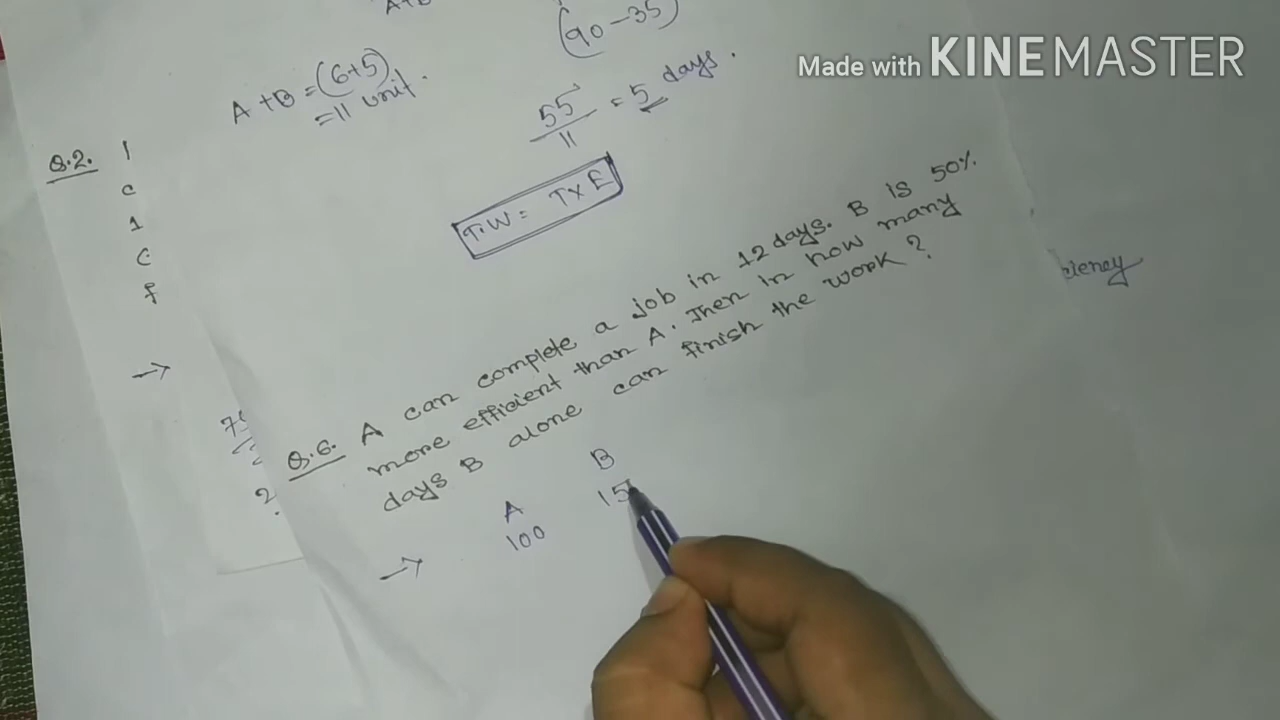 Made with KINEMASTER
(90-35)
A+B = (6+5)
= 11 unit.
55/11 = 5 days.
Q.2. 1
c
1
c
f
T.W = T×E
ciency
Q.6. A can complete a job in 12 days. B is 50%
more efficient than A. Then in how many
days B alone can finish the work?
A B
100 15